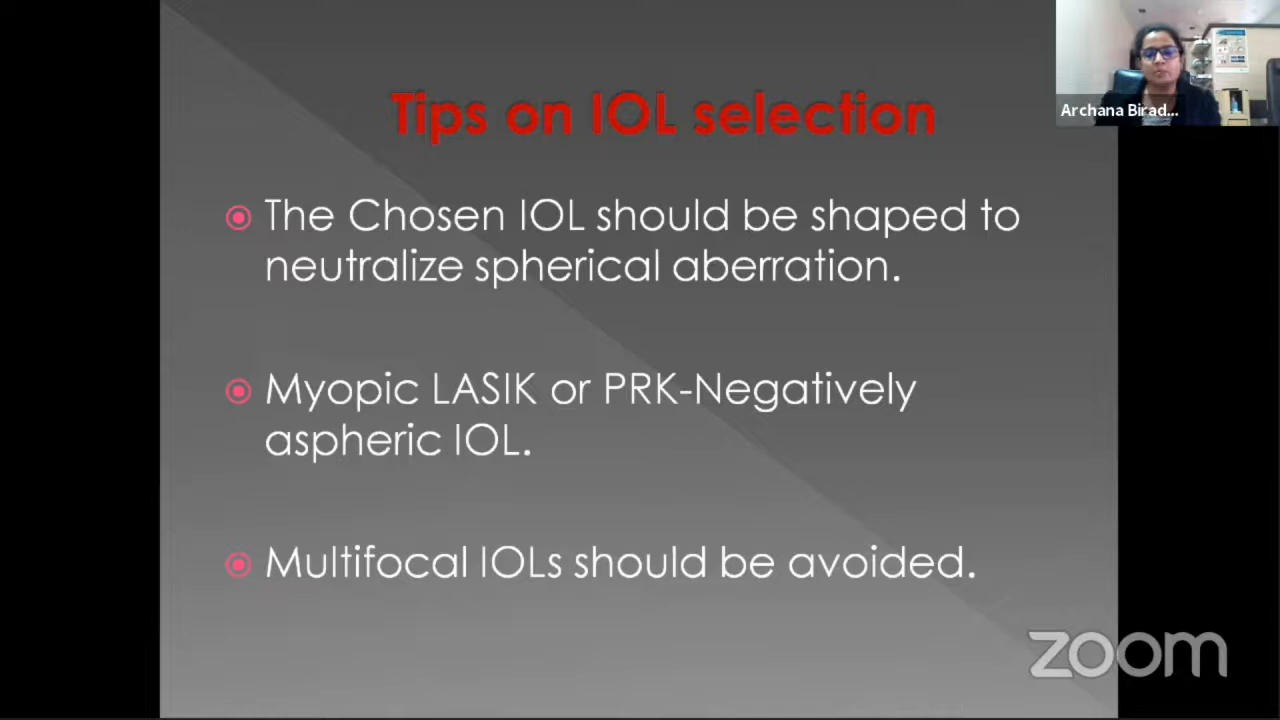 Tips on IOL selection
Archana Birad...
The Chosen IOL should be shaped to
neutralize spherical aberration.
Myopic LASIK or PRK-Negatively
aspheric IOL.
Multifocal IOLs should be avoided.
zoom